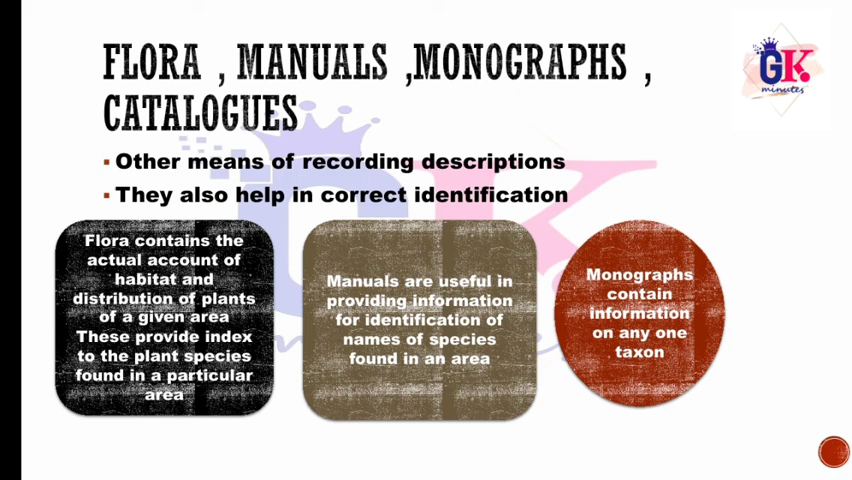 FLORA , MANUALS ,MONOGRAPHS ,
CATALOGUES
GK
minutes
▪ Other means of recording descriptions
▪ They also help in correct identification
Flora contains the
actual account of
habitat and
distribution of plants
of a given area
These provide index
to the plant species
found in a particular
area
Manuals are useful in
providing information
for identification of
names of species
found in an area
Monographs
contain
information
on any one
taxon